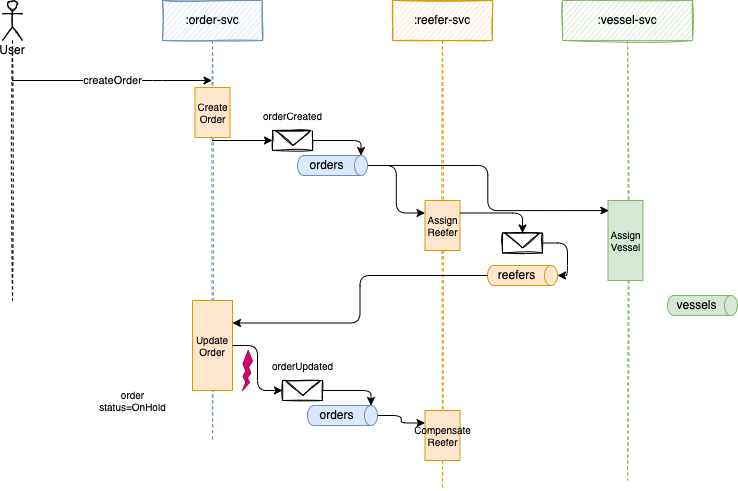 :order-svc
:reefer-svc
:vessel-svc
User
createOrder
Create
Order
orderCreated
orders
Assign
Reefer
Assign
Vessel
reefers
vessels
Update
Order
orderUpdated
order
status=OnHold
orders
Compensate
Reefer